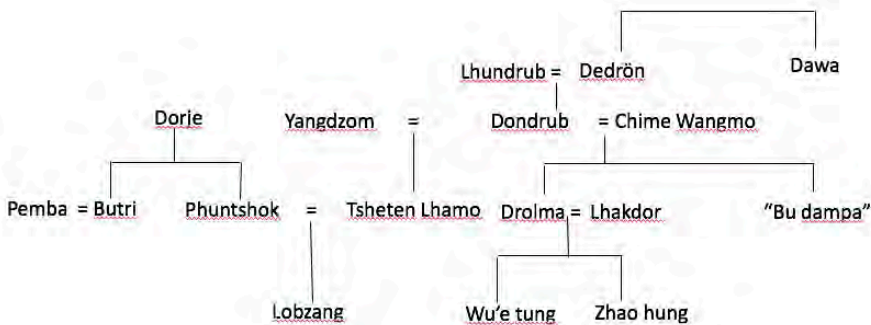 Lhundrub = Dedrön Dawa
Dorje Yangdzom = Dondrub = Chime Wangmo
Pemba = Butri Phuntshok = Tsheten Lhamo Drolma = Lhakdor "Bu dampa"
Lobzang Wu'e tung Zhao hung